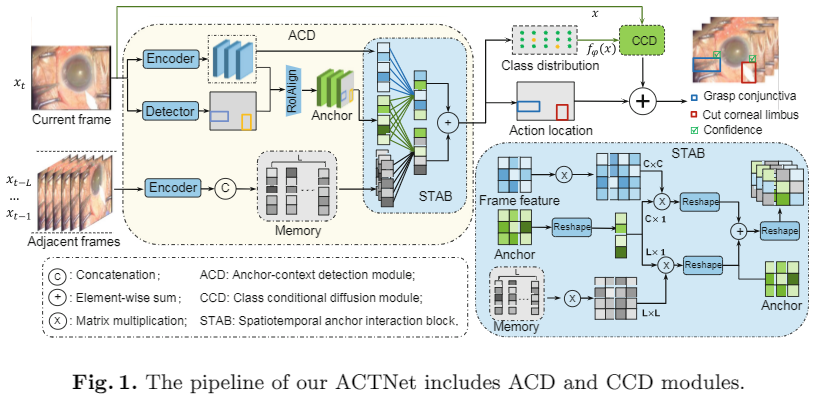 x
ACD
CCD
f_φ(x)
Class distribution
Encoder
x_t
Current frame
Detector
RoIAlign
Anchor
Action location
Grasp conjunctiva
Cut corneal limbus
Confidence
x_{t−L}
...
x_{t−1}
Adjacent frames
Encoder
C
L
Memory
STAB
+
+
STAB
Frame feature
X
C×C
X
Reshape
C×1
Anchor
Reshape
+
Reshape
L×1
X
Reshape
L
Memory
X
L×L
Anchor
C : Concatenation; ACD: Anchor-context detection module;
+ : Element-wise sum; CCD: Class conditional diffusion module;
X : Matrix multiplication; STAB: Spatiotemporal anchor interaction block.
Fig. 1. The pipeline of our ACTNet includes ACD and CCD modules.